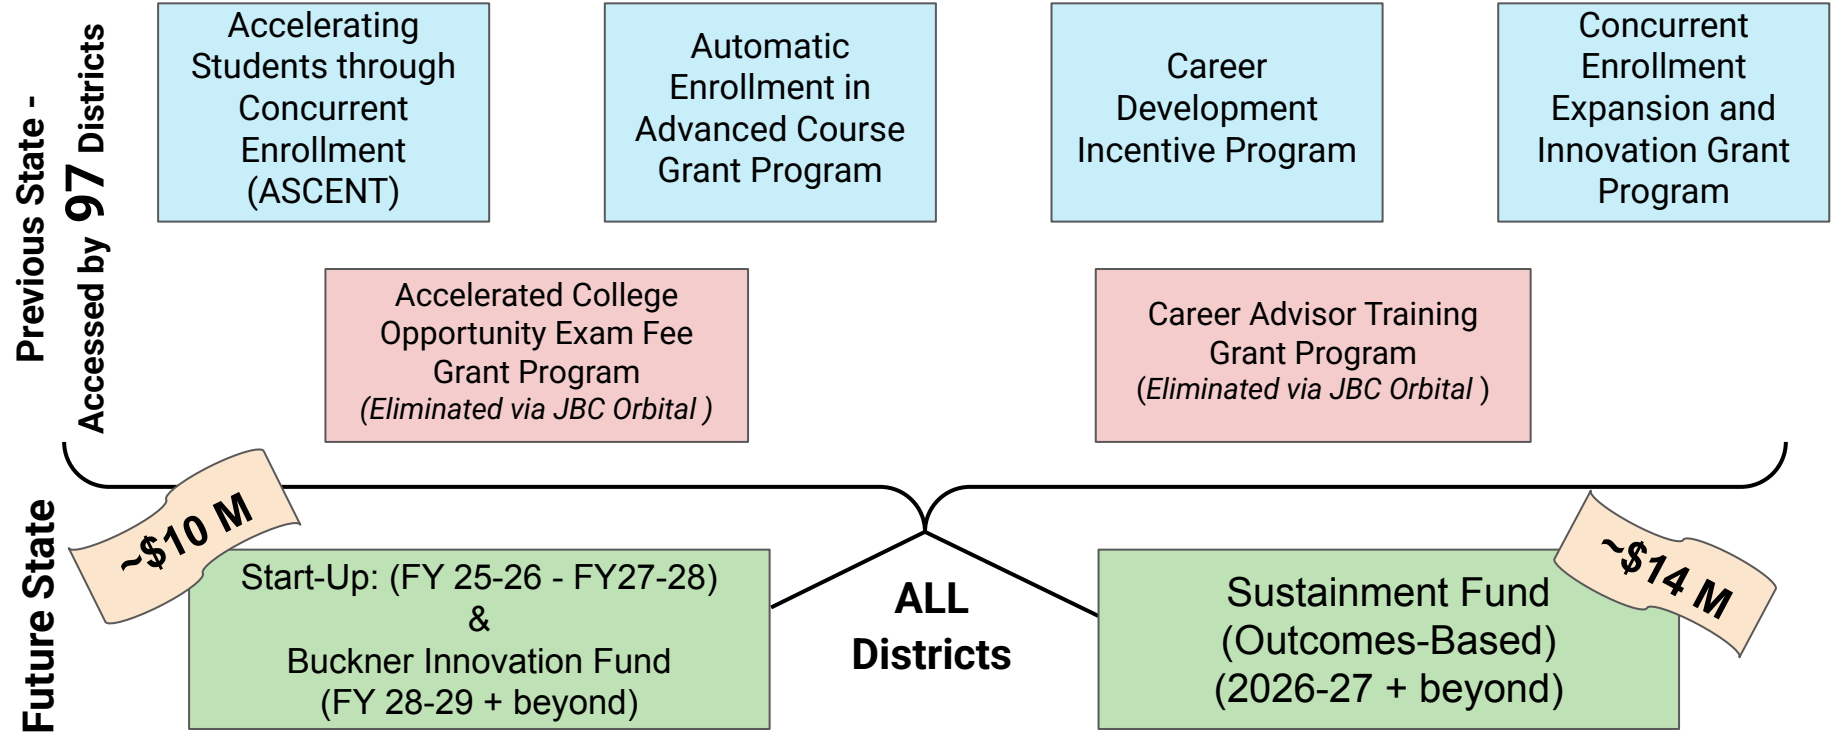 Previous State -
Accessed by 97 Districts
Accelerating
Students through
Concurrent
Enrollment
(ASCENT)
Automatic
Enrollment in
Advanced Course
Grant Program
Career
Development
Incentive Program
Concurrent
Enrollment
Expansion and
Innovation Grant
Program
Accelerated College
Opportunity Exam Fee
Grant Program
(Eliminated via JBC Orbital )
Career Advisor Training
Grant Program
(Eliminated via JBC Orbital )
Future State
~$10 M
Start-Up: (FY 25-26 - FY27-28)
&
Buckner Innovation Fund
(FY 28-29 + beyond)
ALL
Districts
~$14 M
Sustainment Fund
(Outcomes-Based)
(2026-27 + beyond)